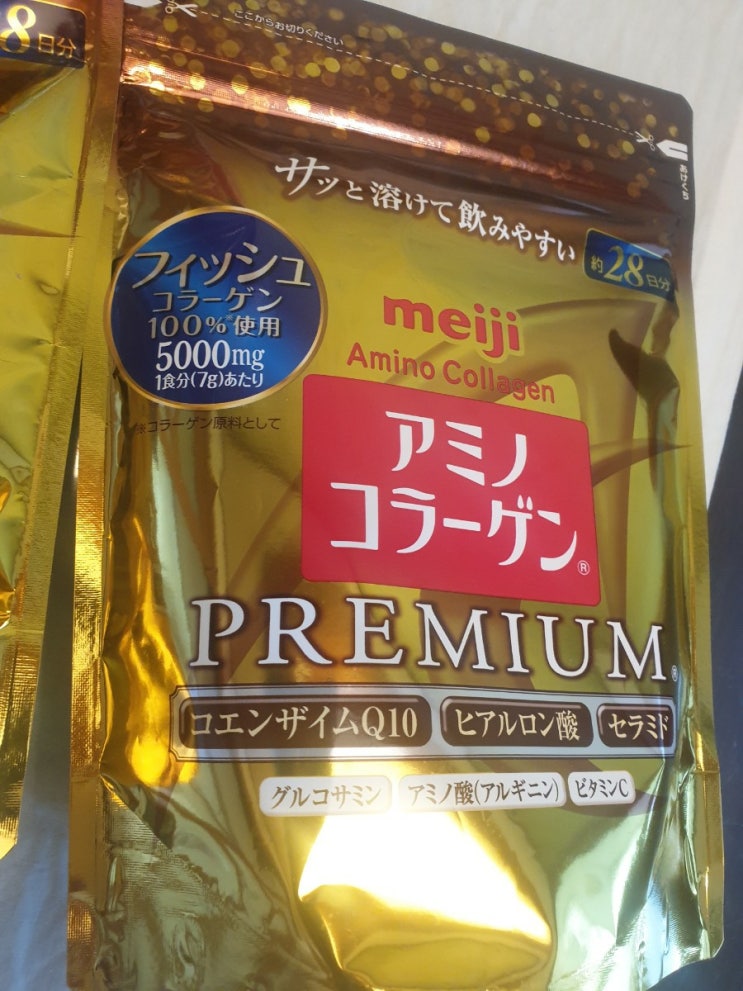 8日分
ここからお切りください
あけくち
サッと溶けて飲みやすい
約28日分
フィッシュ
コラーゲン
100%※使用
5000mg
1食分(7g)あたり
※コラーゲン原料として
meiji
Amino Collagen
アミノ
コラーゲン®
PREMIUM®
コエンザイムQ10
ヒアルロン酸
セラミド
グルコサミン
アミノ酸(アルギニン)
ビタミンC